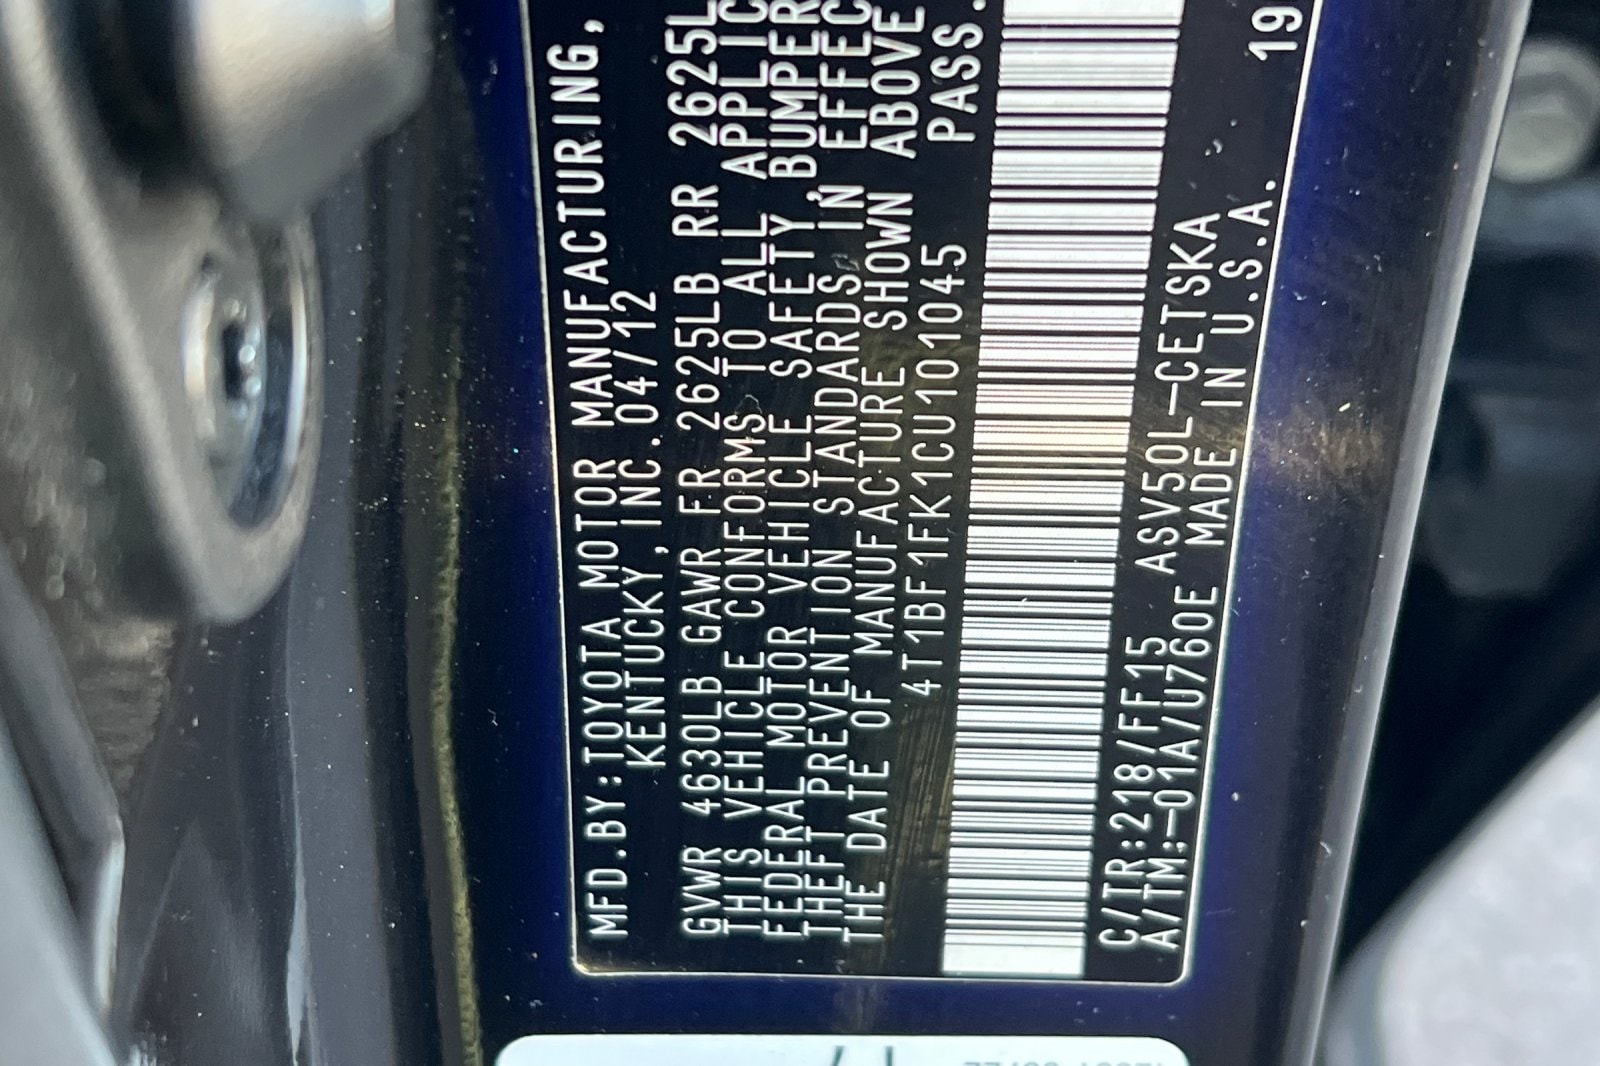 MFD.BY:TOYOTA MOTOR MANUFACTURING,
KENTUCKY,INC.04/12
GVWR 4630LB GAWR FR 2625LB RR 2625L
THIS VEHICLE CONFORMS TO ALL APPLIC
FEDERAL MOTOR VEHICLE SAFETY,BUMPER
THEFT PREVENTION STANDARDS IN EFFEC
THE DATE OF MANUFACTURE SHOWN ABOVE
4T1BF1FK1CU101045 PASS.
C/TR:218/FF15 ASV50L-CETSKA
A/TM:-01A/U760E MADE IN U.S.A. 19